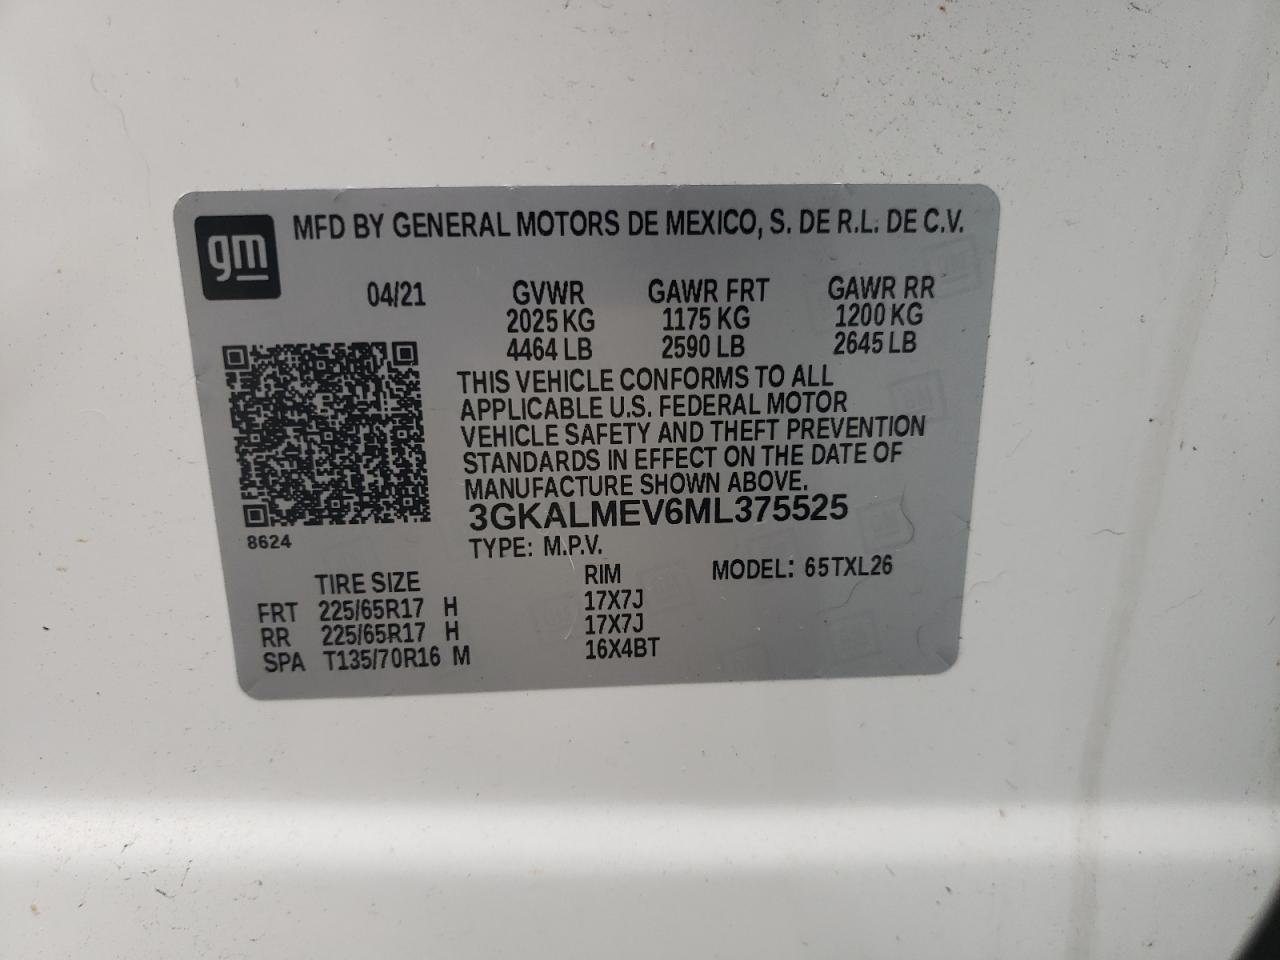 gm
MFD BY GENERAL MOTORS DE MEXICO, S. DE R.L. DE C.V.
04/21 GVWR GAWR FRT GAWR RR
2025 KG 1175 KG 1200 KG
4464 LB 2590 LB 2645 LB
THIS VEHICLE CONFORMS TO ALL
APPLICABLE U.S. FEDERAL MOTOR
VEHICLE SAFETY AND THEFT PREVENTION
STANDARDS IN EFFECT ON THE DATE OF
MANUFACTURE SHOWN ABOVE.
3GKALMEV6ML375525
8624
TYPE: M.P.V.
TIRE SIZE RIM MODEL: 65TXL26
FRT 225/65R17 H 17X7J
RR 225/65R17 H 17X7J
SPA T135/70R16 M 16X4BT